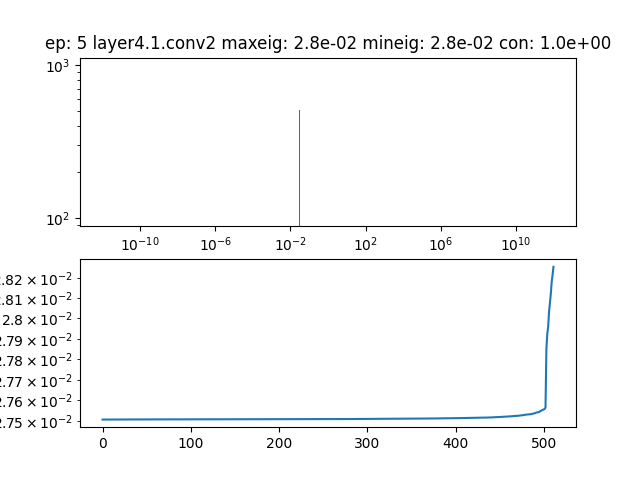 ep: 5 layer4.1.conv2 maxeig: 2.8e-02 mineig: 2.8e-02 con: 1.0e+00
10³
10²
10⁻¹⁰ 10⁻⁶ 10⁻² 10² 10⁶ 10¹⁰
.82 × 10⁻²
2.81 × 10⁻²
2.8 × 10⁻²
2.79 × 10⁻²
2.78 × 10⁻²
2.77 × 10⁻²
2.76 × 10⁻²
2.75 × 10⁻²
0 100 200 300 400 500